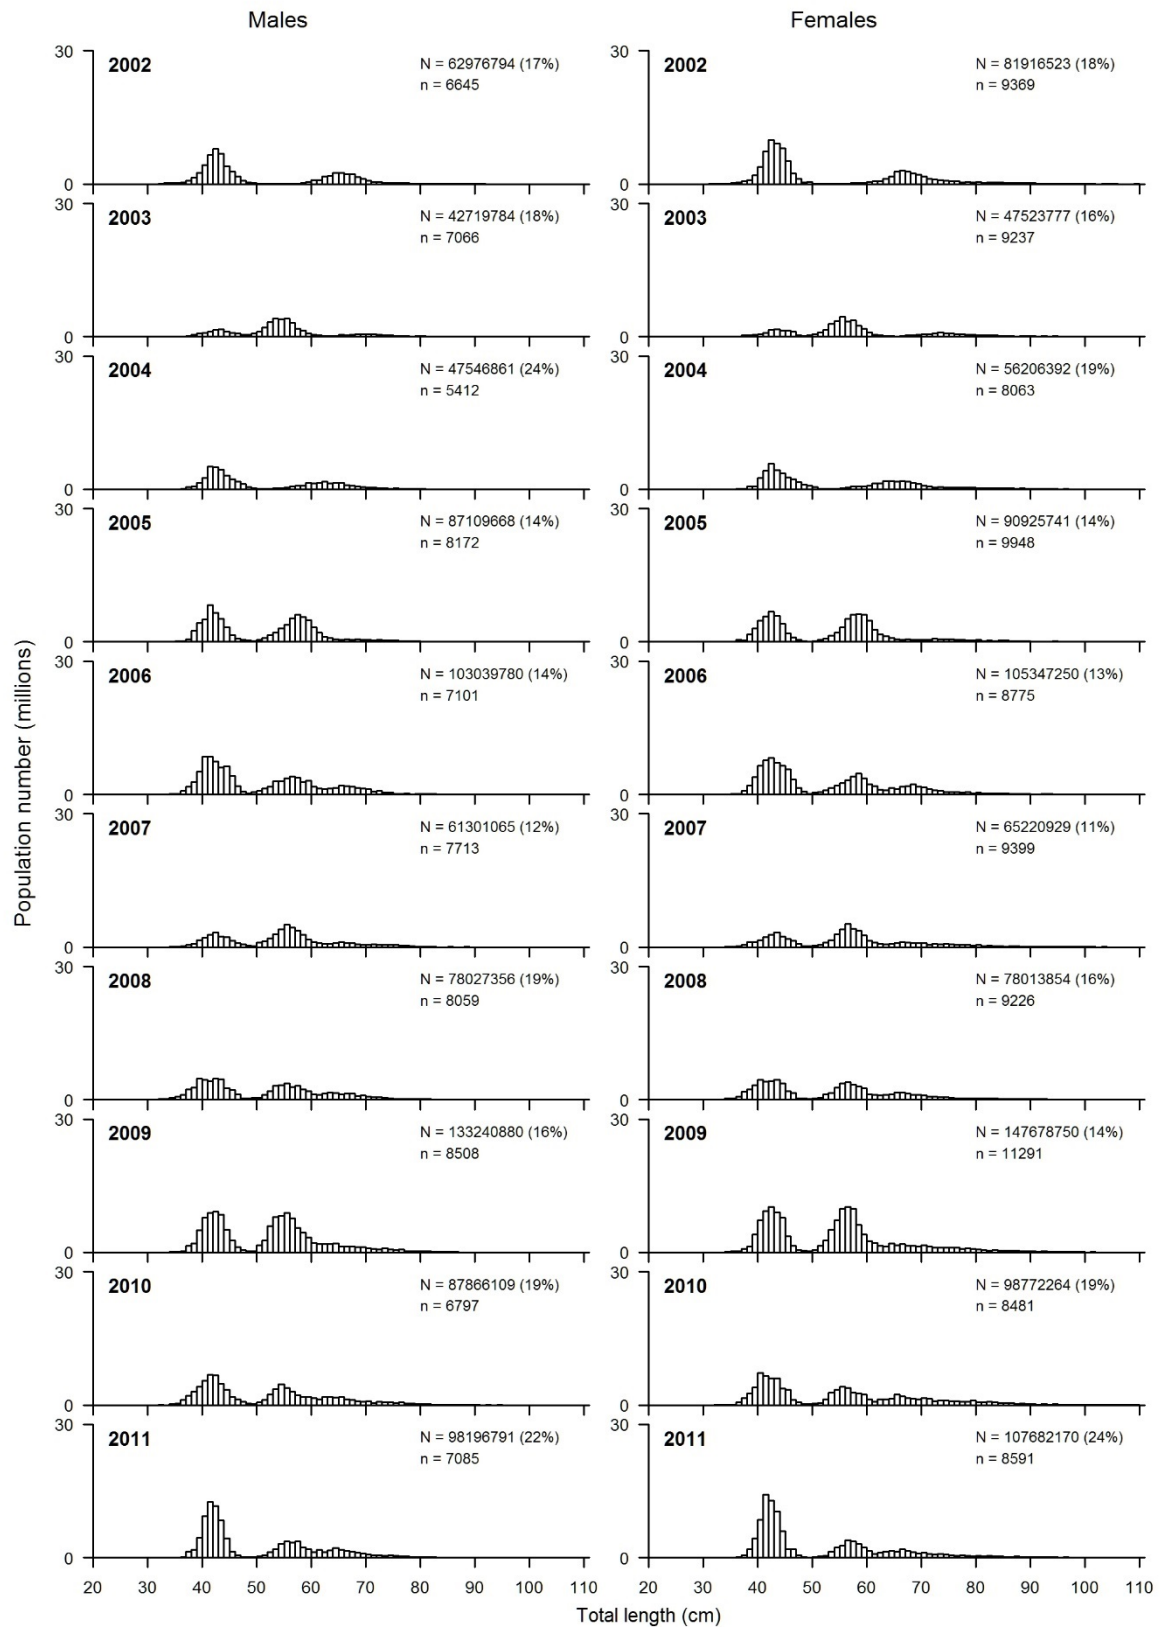 Males Females
30 2002 N = 62976794 (17%) 30 2002 N = 81916523 (18%)
n = 6645 n = 9369
0 0
30 2003 N = 42719784 (18%) 30 2003 N = 47523777 (16%)
n = 7066 n = 9237
0 0
30 2004 N = 47546861 (24%) 30 2004 N = 56206392 (19%)
n = 5412 n = 8063
0 0
30 2005 N = 87109668 (14%) 30 2005 N = 90925741 (14%)
n = 8172 n = 9948
0 0
30 2006 N = 103039780 (14%) 30 2006 N = 105347250 (13%)
n = 7101 n = 8775
0 0
30 2007 N = 61301065 (12%) 30 2007 N = 65220929 (11%)
n = 7713 n = 9399
0 0
30 2008 N = 78027356 (19%) 30 2008 N = 78013854 (16%)
n = 8059 n = 9226
0 0
30 2009 N = 133240880 (16%) 30 2009 N = 147678750 (14%)
n = 8508 n = 11291
0 0
30 2010 N = 87866109 (19%) 30 2010 N = 98772264 (19%)
n = 6797 n = 8481
0 0
30 2011 N = 98196791 (22%) 30 2011 N = 107682170 (24%)
n = 7085 n = 8591
0 0
20 30 40 50 60 70 80 90 100 110 20 30 40 50 60 70 80 90 100 110
Total length (cm)
Population number (millions)